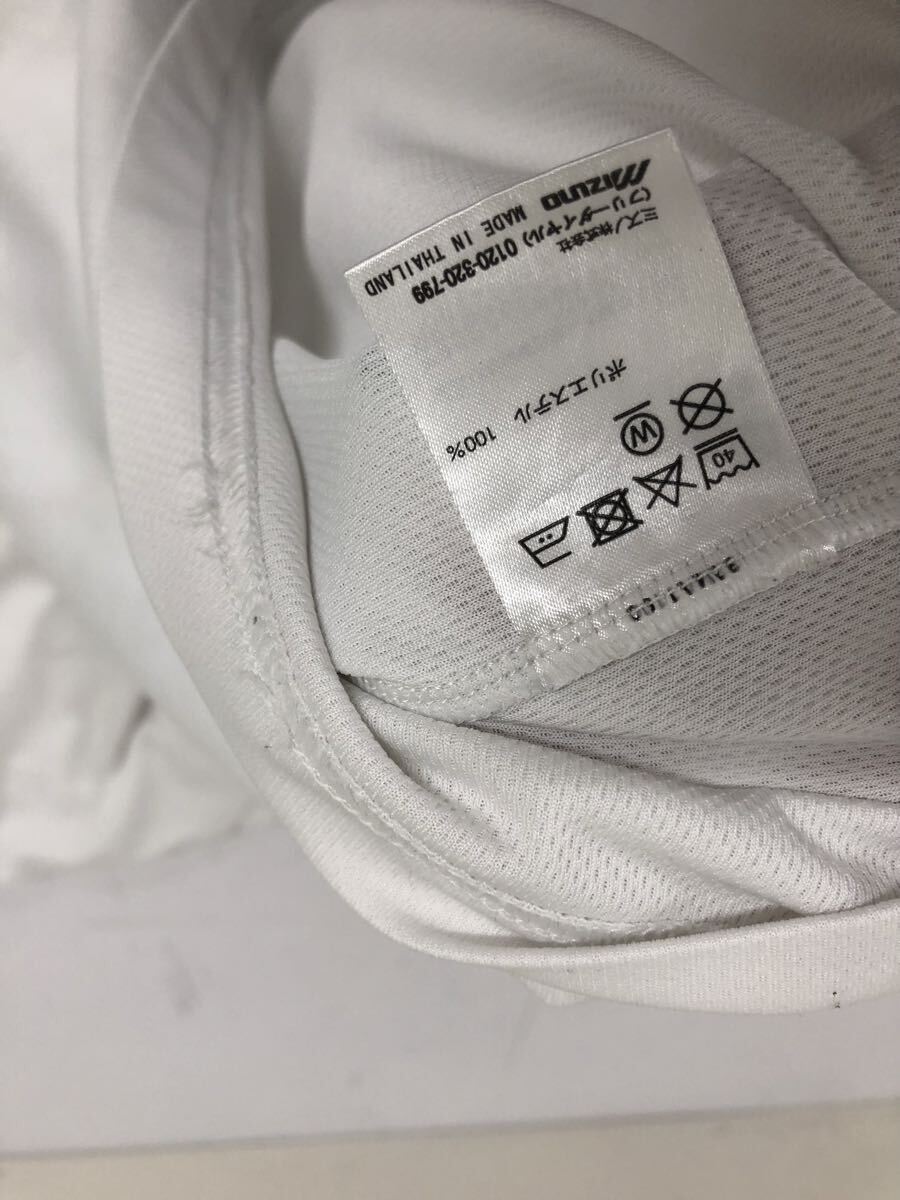 40
W
ポリエステル 100%
ミズノ株式会社
(フリーダイヤル) 0120-320-799
mizuno MADE IN THAILAND